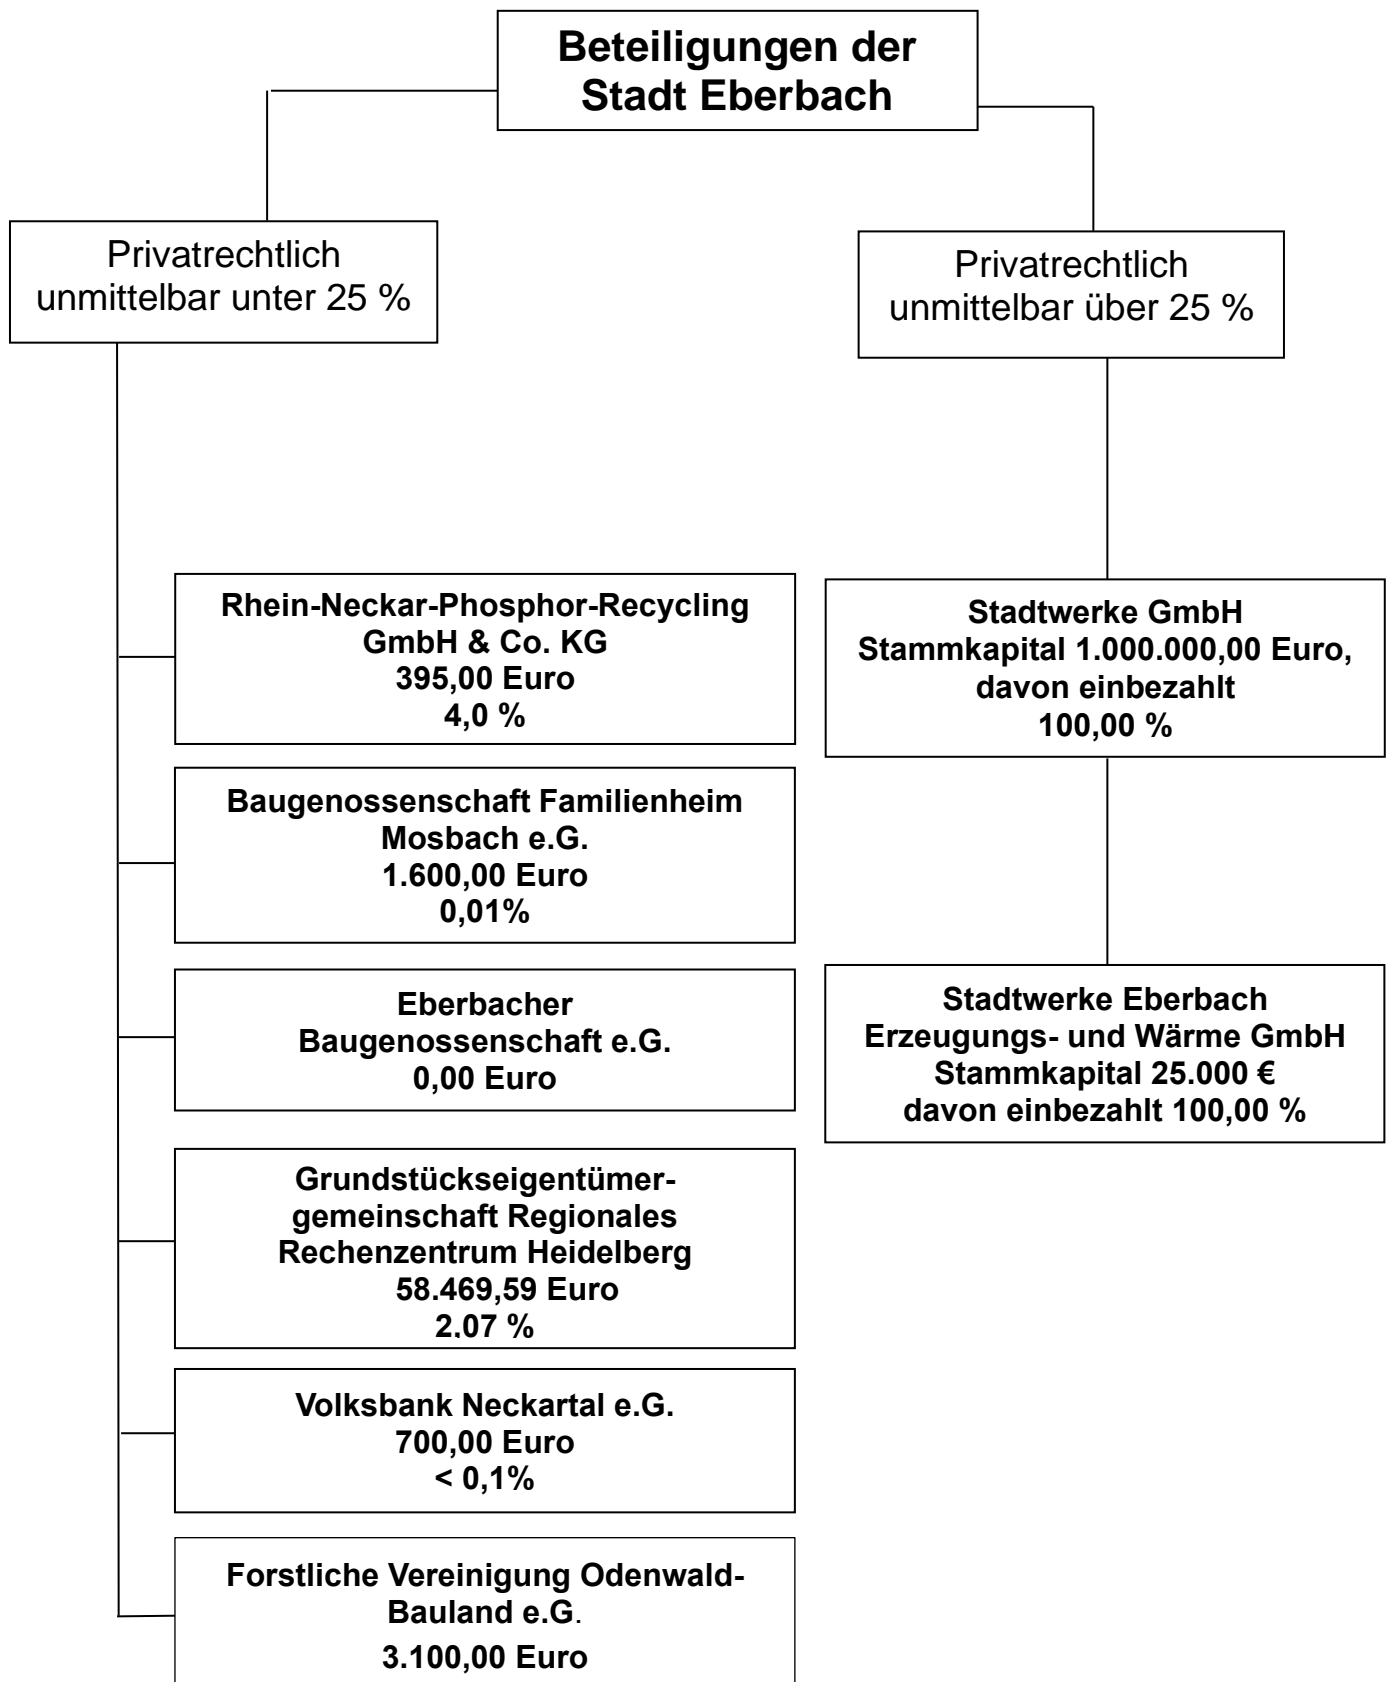 Beteiligungen der
Stadt Eberbach
Privatrechtlich
unmittelbar unter 25 %
Privatrechtlich
unmittelbar über 25 %
Rhein-Neckar-Phosphor-Recycling
GmbH & Co. KG
395,00 Euro
4,0 %
Baugenossenschaft Familienheim
Mosbach e.G.
1.600,00 Euro
0,01%
Eberbacher
Baugenossenschaft e.G.
0,00 Euro
Grundstückseigentümer-
gemeinschaft Regionales
Rechenzentrum Heidelberg
58.469,59 Euro
2,07 %
Volksbank Neckartal e.G.
700,00 Euro
< 0,1%
Forstliche Vereinigung Odenwald-
Bauland e.G.
3.100,00 Euro
Stadtwerke GmbH
Stammkapital 1.000.000,00 Euro,
davon einbezahlt
100,00 %
Stadtwerke Eberbach
Erzeugungs- und Wärme GmbH
Stammkapital 25.000 €
davon einbezahlt 100,00 %